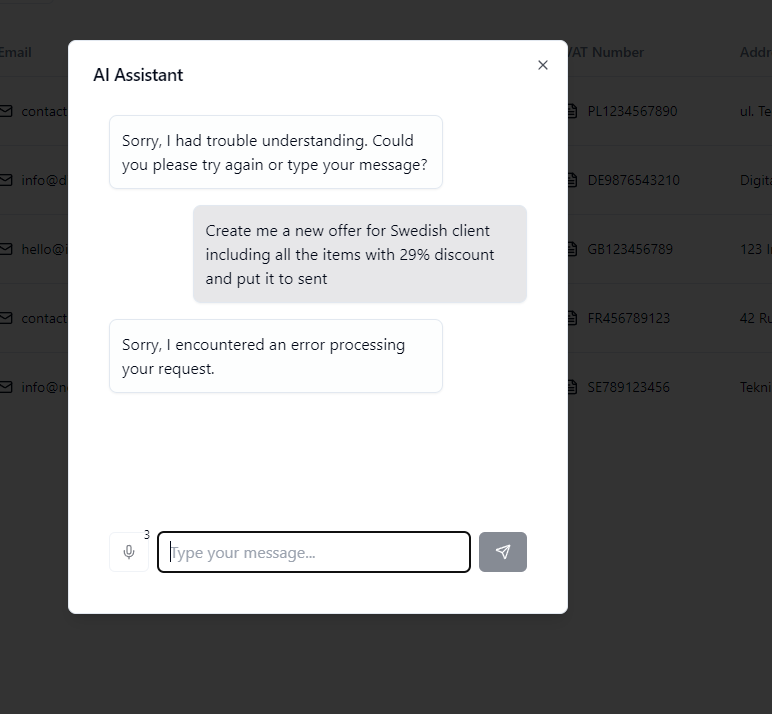 Email
VAT Number
Addr
AI Assistant
contact
PL1234567890
ul. Te
Sorry, I had trouble understanding. Could
you please try again or type your message?
info@d
DE9876543210
Digita
Create me a new offer for Swedish client
including all the items with 29% discount
and put it to sent
hello@i
GB123456789
123 I
contact
FR456789123
42 Ru
Sorry, I encountered an error processing
your request.
info@n
SE789123456
Tekni
3
Type your message...